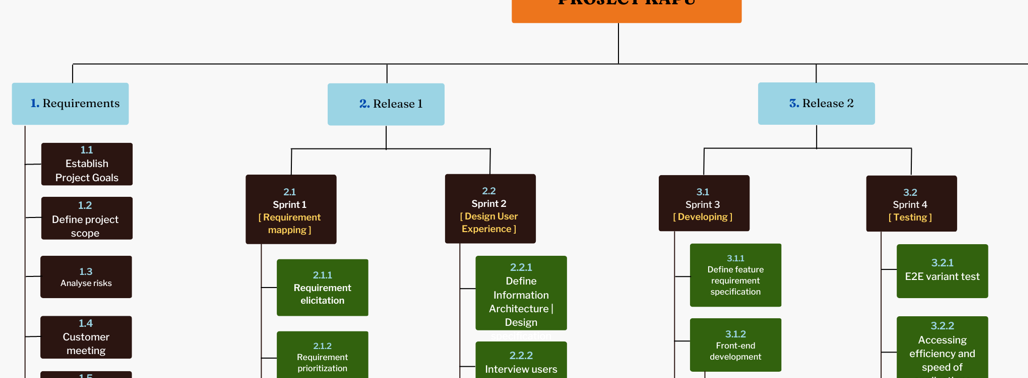 PROJECT KAPU
1. Requirements
1.1
Establish
Project Goals
1.2
Define project
scope
1.3
Analyse risks
1.4
Customer
meeting
1.5
2. Release 1
2.1
Sprint 1
[ Requirement
mapping ]
2.1.1
Requirement
elicitation
2.1.2
Requirement
prioritization
2.2
Sprint 2
[ Design User
Experience ]
2.2.1
Define
Information
Architecture |
Design
2.2.2
Interview users
3. Release 2
3.1
Sprint 3
[ Developing ]
3.1.1
Define feature
requirement
specification
3.1.2
Front-end
development
3.2
Sprint 4
[ Testing ]
3.2.1
E2E variant test
3.2.2
Accessing
efficiency and
speed of